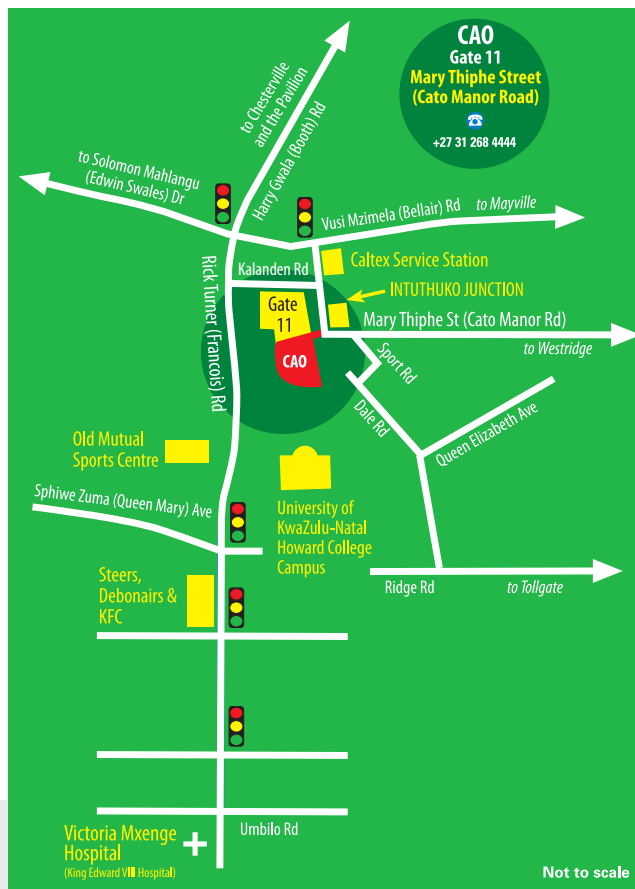 CAO
Gate 11
Mary Thiphe Street
(Cato Manor Road)
+27 31 268 4444
to Chesterville
and the Pavilion
Harry Gwala (Booth) Rd
to Solomon Mahlangu
(Edwin Swales) Dr
Vusi Mzimela (Bellair) Rd
to Mayville
Caltex Service Station
Kalanden Rd
INTUTHUKO JUNCTION
Gate
11
Mary Thiphe St (Cato Manor Rd)
to Westridge
CAO
Rick Turner (Francois) Rd
Sport Rd
Dale Rd
Queen Elizabeth Ave
Old Mutual
Sports Centre
Sphiwe Zuma (Queen Mary) Ave
University of
KwaZulu-Natal
Howard College
Campus
Steers,
Debonairs &
KFC
Ridge Rd
to Tollgate
Umbilo Rd
Victoria Mxenge
Hospital
(King Edward VIII Hospital)
Not to scale